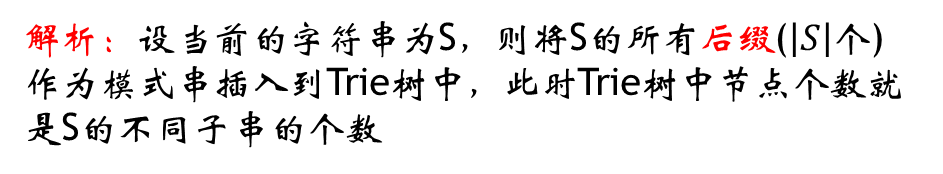 解析：设当前的字符串为S，则将S的所有后缀(|S|个)
作为模式串插入到Trie树中，此时Trie树中节点个数就
是S的不同子串的个数